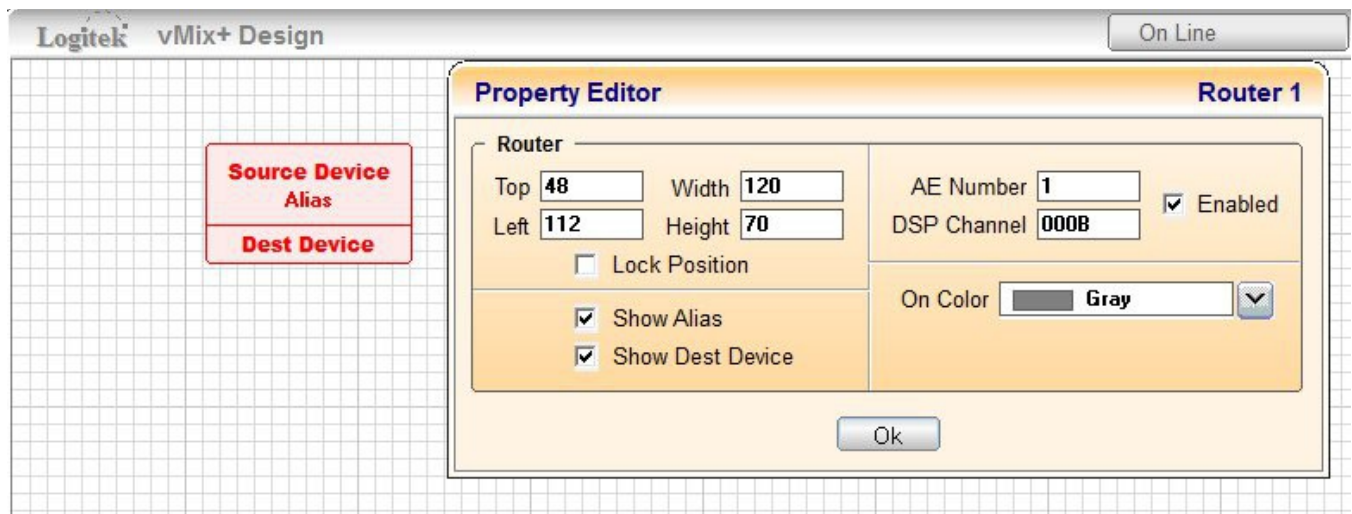 Logitek vMix+ Design
On Line
Source Device
Alias
Dest Device
Property Editor
Router 1
Router
Top 48 Width 120
Left 112 Height 70
Lock Position
Show Alias
Show Dest Device
AE Number 1
DSP Channel 000B
Enabled
On Color Gray
Ok